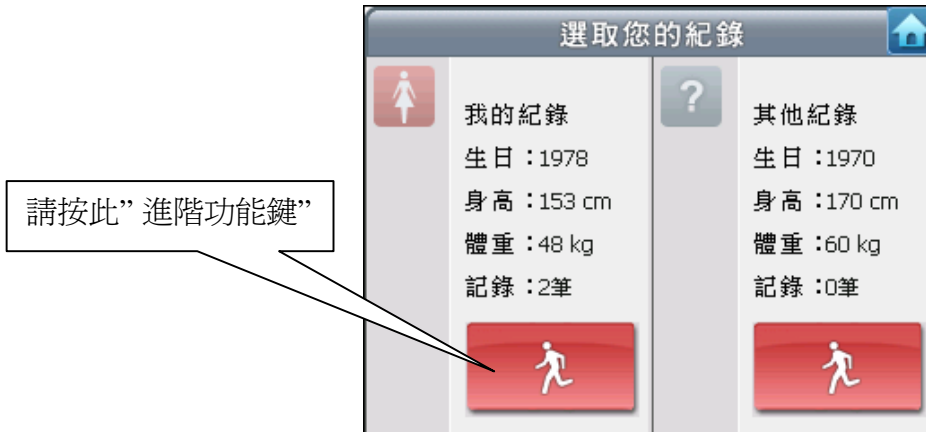 選取您的紀錄
我的紀錄
生日：1978
身高：153 cm
體重：48 kg
記錄：2筆
?
其他紀錄
生日：1970
身高：170 cm
體重：60 kg
記錄：0筆
請按此” 進階功能鍵”